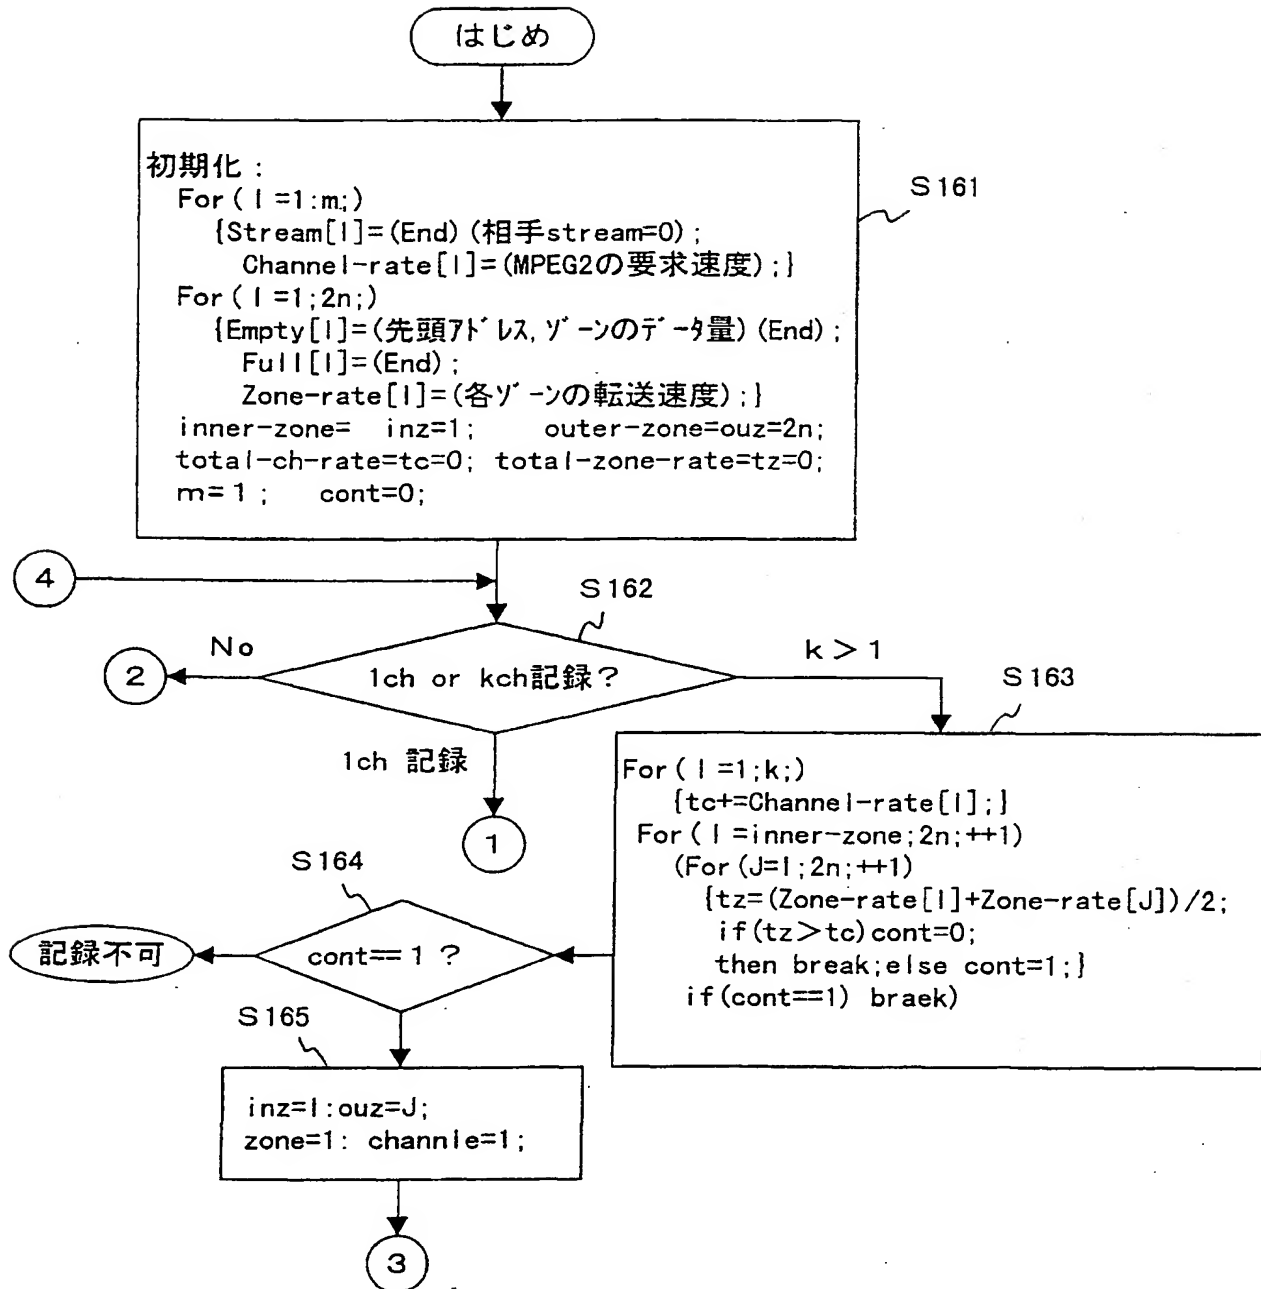 はじめ
初期化：
For(I=1:m;)
{Stream[I]=(End)(相手stream=0);
Channel-rate[I]=(MPEG2の要求速度);}
For(I=1;2n;)
{Empty[I]=(先頭ｱﾄﾞﾚｽ,ｿﾞｰﾝのﾃﾞｰﾀ量)(End);
Full[I]=(End);
Zone-rate[I]=(各ｿﾞｰﾝの転送速度);}
inner-zone= inz=1; outer-zone=ouz=2n;
total-ch-rate=tc=0; total-zone-rate=tz=0;
m=1; cont=0;
S161
4
S162
No
2
1ch or kch記録？
k＞1
S163
1ch 記録
1
For(I=1;k;)
{tc+=Channel-rate[I];}
For(I=inner-zone;2n;++1)
(For(J=I;2n;++1)
{tz=(Zone-rate[I]+Zone-rate[J])/2;
if(tz>tc)cont=0;
then break;else cont=1;}
if(cont==1) braek)
S164
記録不可
cont==1？
S165
inz=I:ouz=J;
zone=1: channle=1;
3